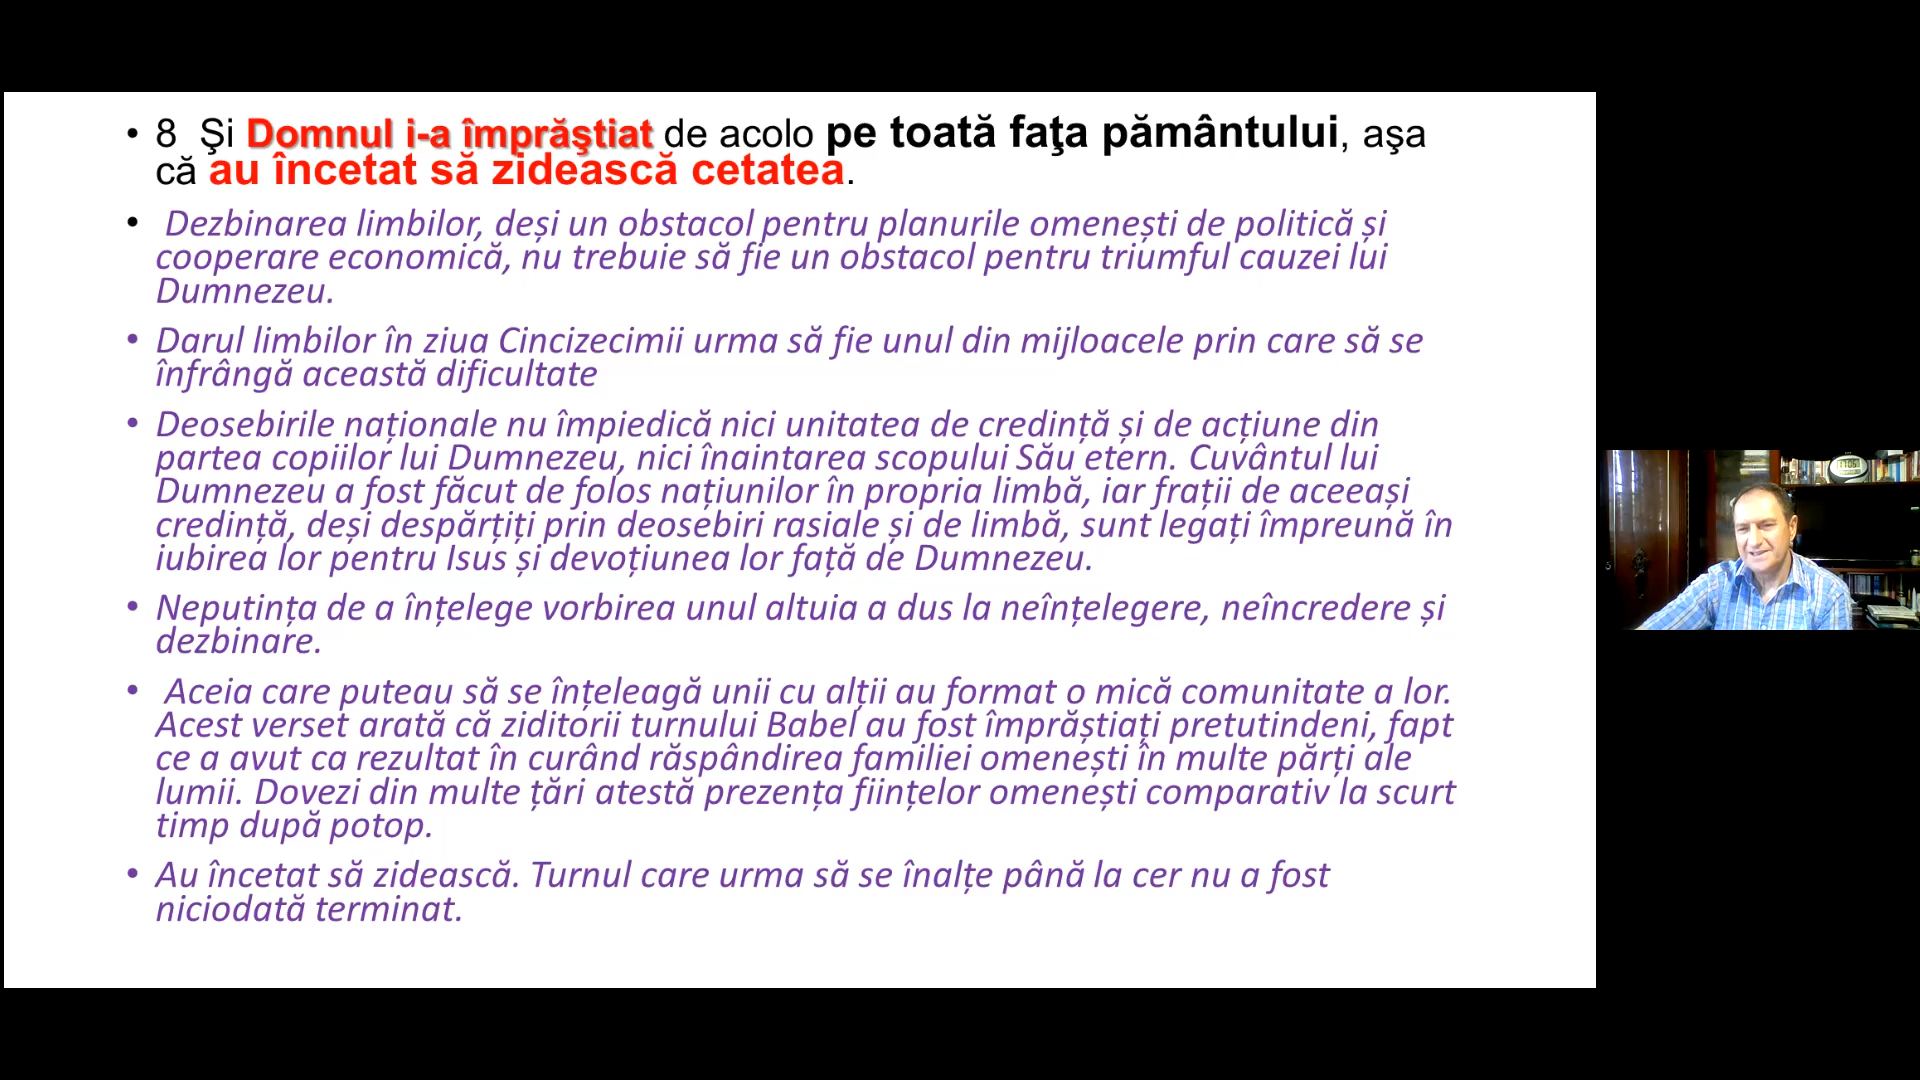 • 8 Şi Domnul i-a împrăştiat de acolo pe toată faţa pământului, aşa
că au încetat să zidească cetatea.
• Dezbinarea limbilor, deși un obstacol pentru planurile omenești de politică și
cooperare economică, nu trebuie să fie un obstacol pentru triumful cauzei lui
Dumnezeu.
• Darul limbilor în ziua Cincizecimii urma să fie unul din mijloacele prin care să se
înfrângă această dificultate
• Deosebirile naționale nu împiedică nici unitatea de credință și de acțiune din
partea copiilor lui Dumnezeu, nici înaintarea scopului Său etern. Cuvântul lui
Dumnezeu a fost făcut de folos națiunilor în propria limbă, iar frații de aceeași
credință, deși despărțiți prin deosebiri rasiale și de limbă, sunt legați împreună în
iubirea lor pentru Isus și devoțiunea lor față de Dumnezeu.
• Neputința de a înțelege vorbirea unul altuia a dus la neînțelegere, neîncredere și
dezbinare.
• Aceia care puteau să se înțeleagă unii cu alții au format o mică comunitate a lor.
Acest verset arată că ziditorii turnului Babel au fost împrăștiați pretutindeni, fapt
ce a avut ca rezultat în curând răspândirea familiei omenești în multe părți ale
lumii. Dovezi din multe țări atestă prezența ființelor omenești comparativ la scurt
timp după potop.
• Au încetat să zidească. Turnul care urma să se înalțe până la cer nu a fost
niciodată terminat.